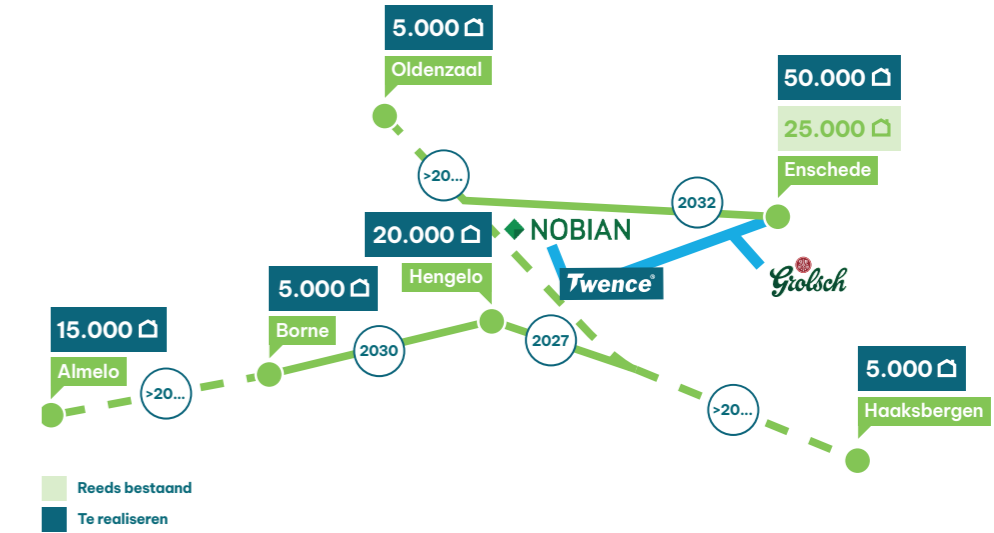 5.000
Oldenzaal
50.000
25.000
Enschede
>20...
2032
20.000
NOBIAN
Hengelo
Twence®
Grolsch
5.000
Borne
15.000
Almelo
2030
2027
>20...
5.000
Haaksbergen
>20...
Reeds bestaand
Te realiseren